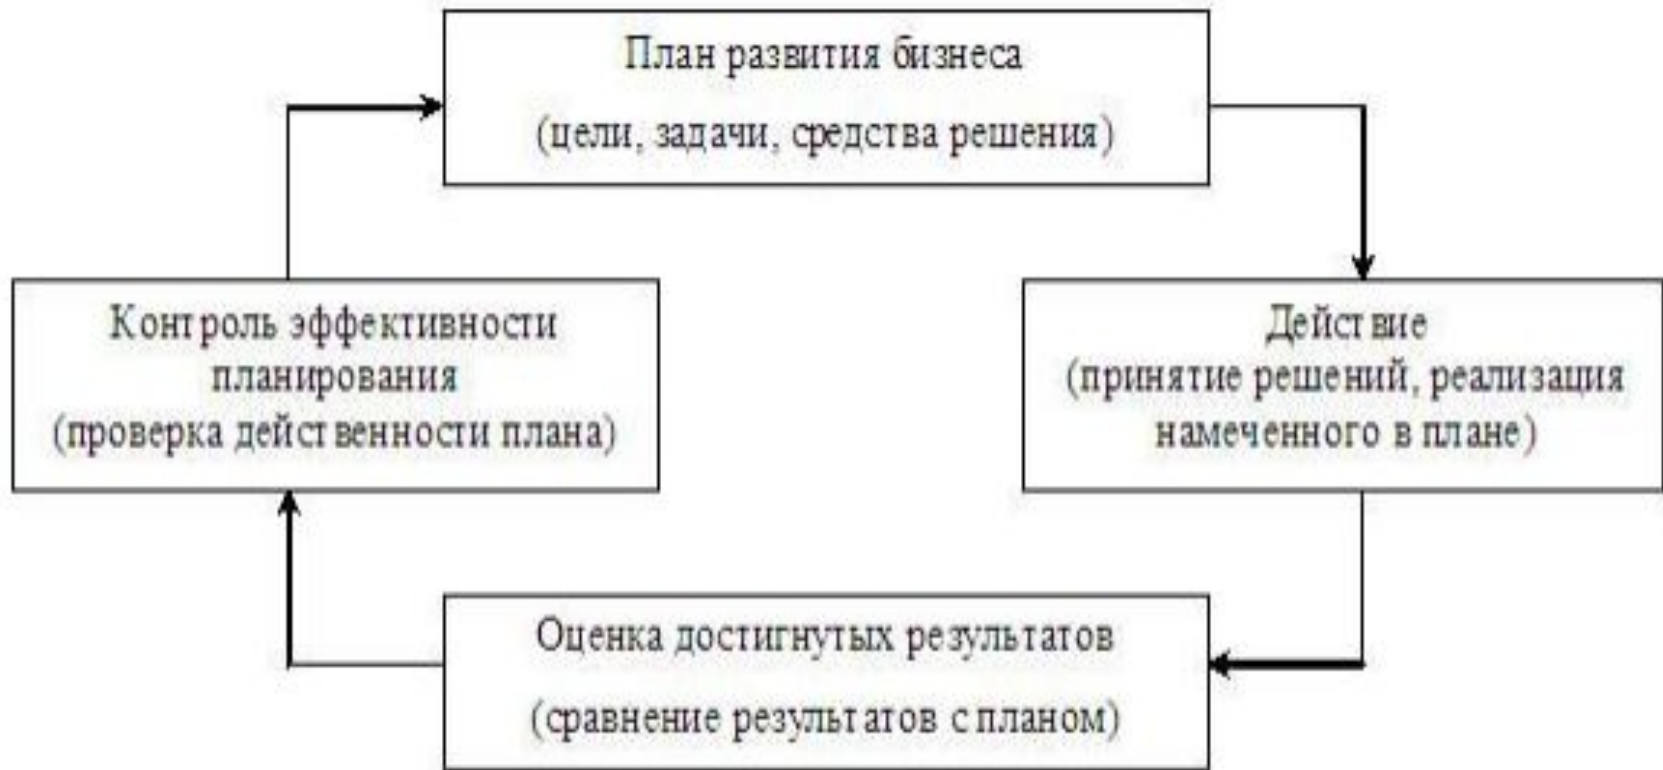 План развития бизнеса
(цели, задачи, средства решения)
Контроль эффективности
планирования
(проверка действенности плана)
Действие
(принятие решений, реализация
намеченного в плане)
Оценка достигнутых результатов
(сравнение результатов с планом)